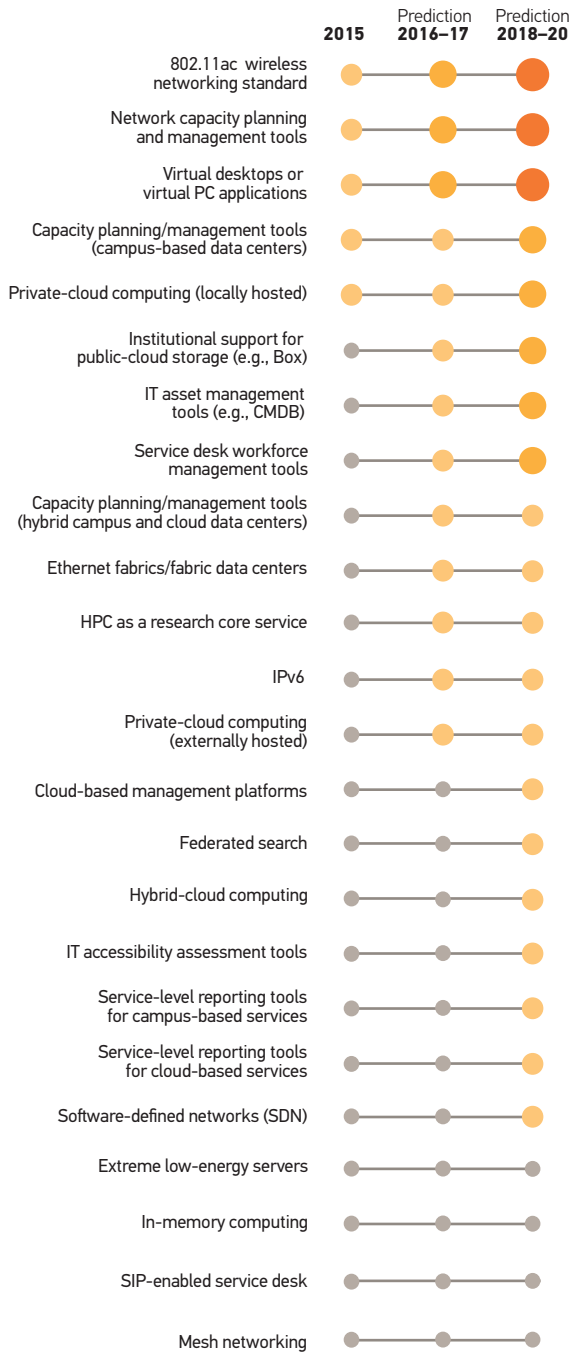 Prediction Prediction
2015 2016–17 2018–20
802.11ac wireless
networking standard
Network capacity planning
and management tools
Virtual desktops or
virtual PC applications
Capacity planning/management tools
(campus-based data centers)
Private-cloud computing (locally hosted)
Institutional support for
public-cloud storage (e.g., Box)
IT asset management
tools (e.g., CMDB)
Service desk workforce
management tools
Capacity planning/management tools
(hybrid campus and cloud data centers)
Ethernet fabrics/fabric data centers
HPC as a research core service
IPv6
Private-cloud computing
(externally hosted)
Cloud-based management platforms
Federated search
Hybrid-cloud computing
IT accessibility assessment tools
Service-level reporting tools
for campus-based services
Service-level reporting tools
for cloud-based services
Software-defined networks (SDN)
Extreme low-energy servers
In-memory computing
SIP-enabled service desk
Mesh networking